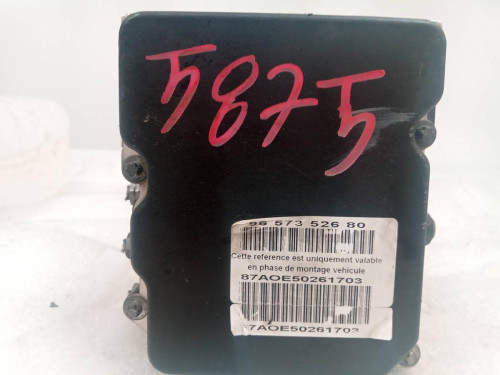 5875
96 573 526 80
Cette reference est uniquement valable
en phase de montage vehicule
87AOE50261703
87AOE50261703